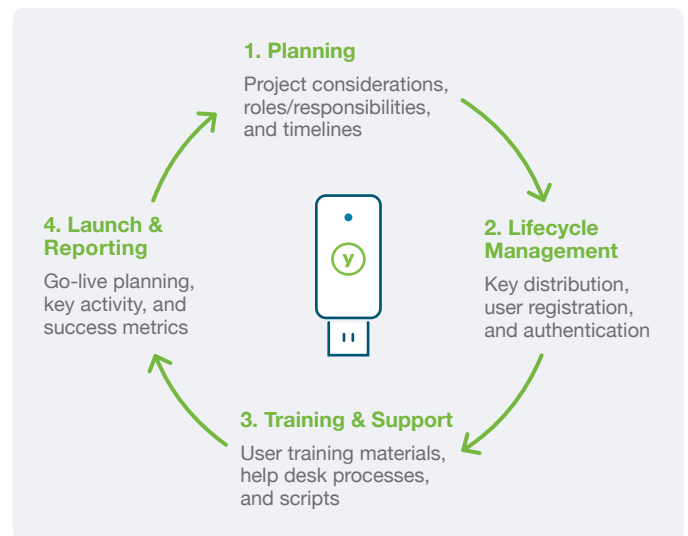 1. Planning
Project considerations,
roles/responsibilities,
and timelines
2. Lifecycle
Management
Key distribution,
user registration,
and authentication
3. Training & Support
User training materials,
help desk processes,
and scripts
4. Launch &
Reporting
Go-live planning,
key activity, and
success metrics
y